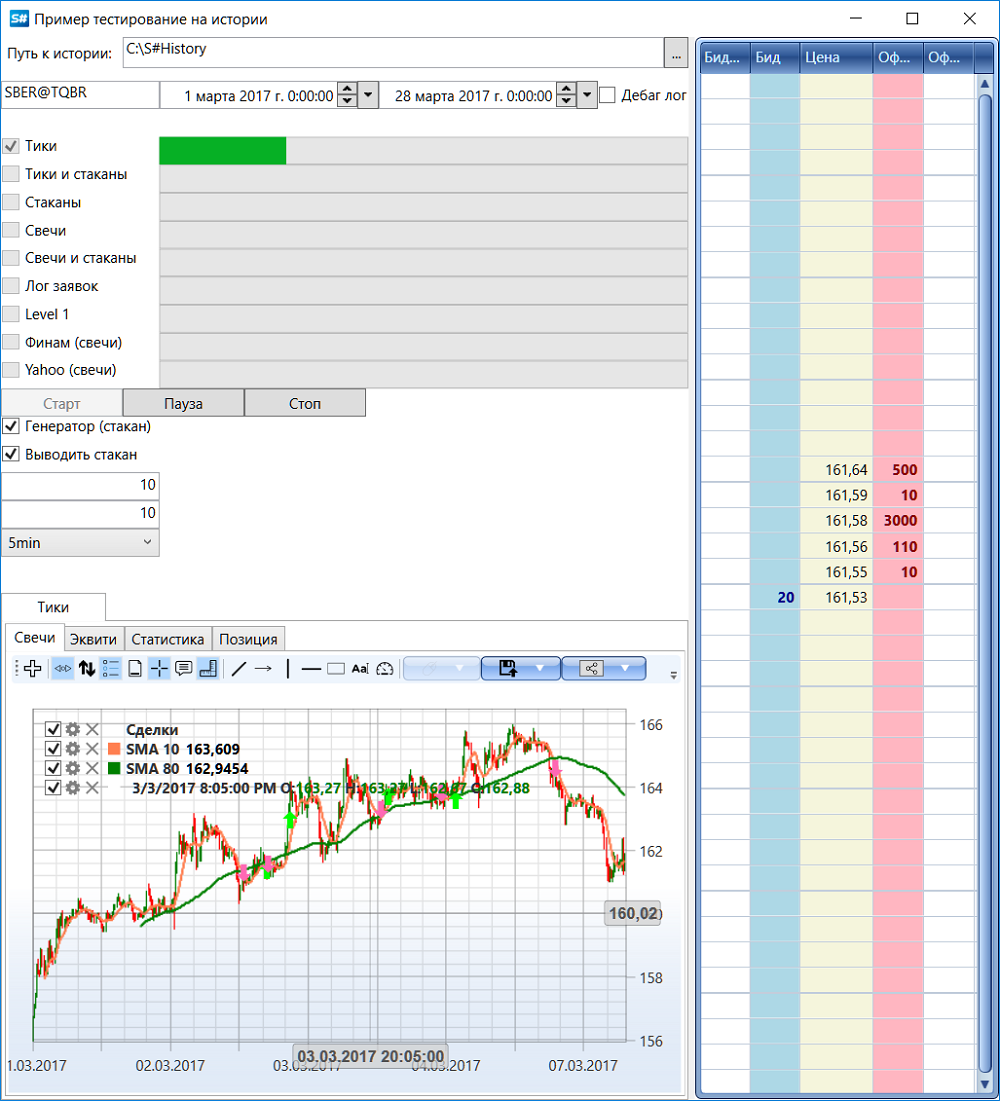 S# Пример тестирование на истории
Путь к истории: C:\S#History ...
SBER@TQBR 1 марта 2017 г. 0:00:00 28 марта 2017 г. 0:00:00 Дебаг лог
Тики
Тики и стаканы
Стаканы
Свечи
Свечи и стаканы
Лог заявок
Level 1
Финам (свечи)
Yahoo (свечи)
Старт Пауза Стоп
Генератор (стакан)
Выводить стакан
10
10
5min
Тики
Свечи Эквити Статистика Позиция
Aa
Сделки
SMA 10 163,609
SMA 80 162,9454
3/3/2017 8:05:00 PM O:163,27 H:163,27 L:162,87 C:162,88
166
164
162
160,02
158
156
03.03.2017 20:05:00
1.03.2017 02.03.2017 03.03.2017 04.03.2017 07.03.2017
Бид... Бид Цена Оф... Оф...
161,64 500
161,59 10
161,58 3000
161,56 110
161,55 10
20 161,53